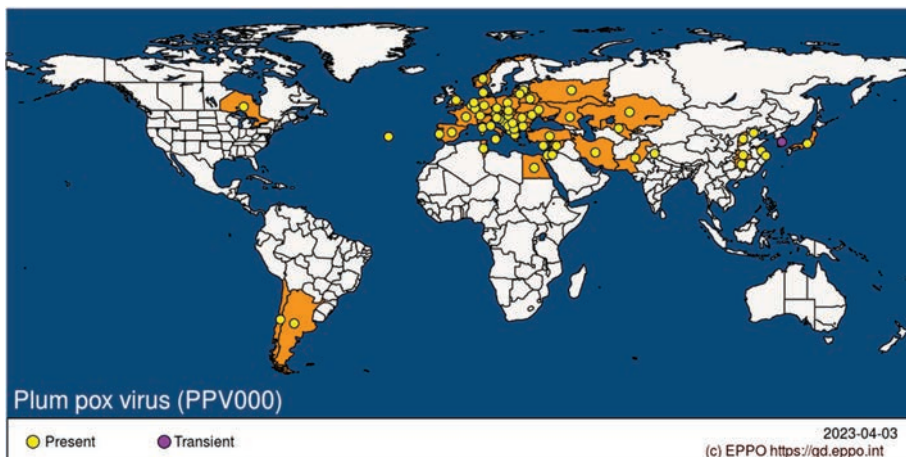 Plum pox virus (PPV000)
Present
Transient
2023-04-03
(c) EPPO https://gd.eppo.int